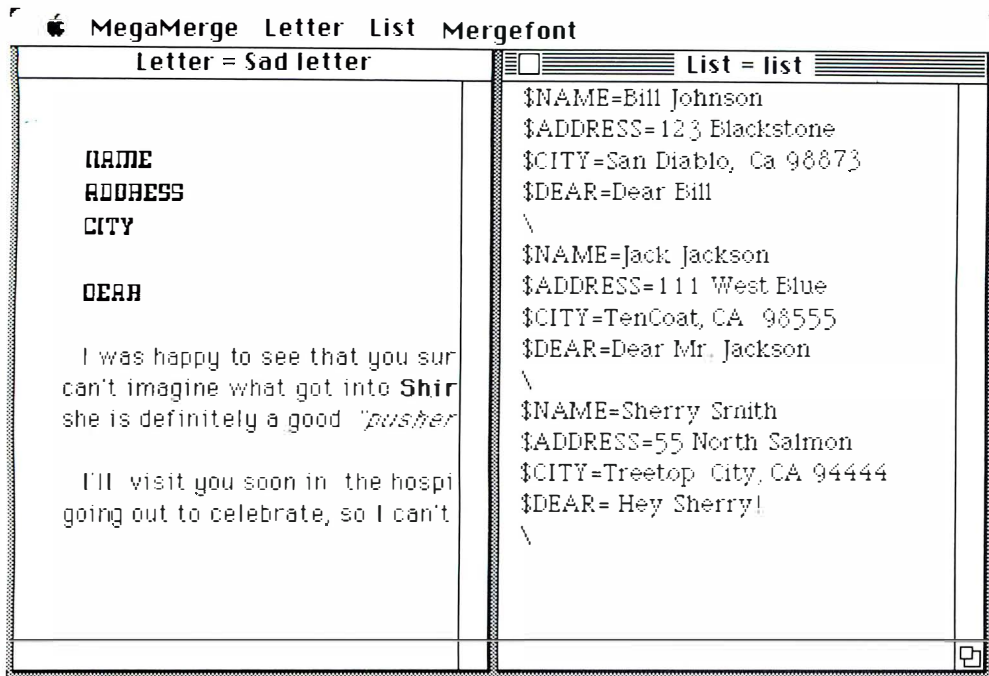 MegaMerge Letter List Mergefont
Letter = Sad letter
NAME
ADDRESS
CITY
DEAR
I was happy to see that you sur
can't imagine what got into Shir
she is definitely a good "pusher
I'll visit you soon in the hospi
going out to celebrate, so I can't
List = list
$NAME=Bill Johnson
$ADDRESS=123 Blackstone
$CITY=San Diablo, Ca 98873
$DEAR=Dear Bill
\
$NAME=Jack Jackson
$ADDRESS=111 West Blue
$CITY=TenCoat, CA 98555
$DEAR=Dear Mr. Jackson
\
$NAME=Sherry Smith
$ADDRESS=55 North Salmon
$CITY=Treetop City, CA 94444
$DEAR= Hey Sherry!
\